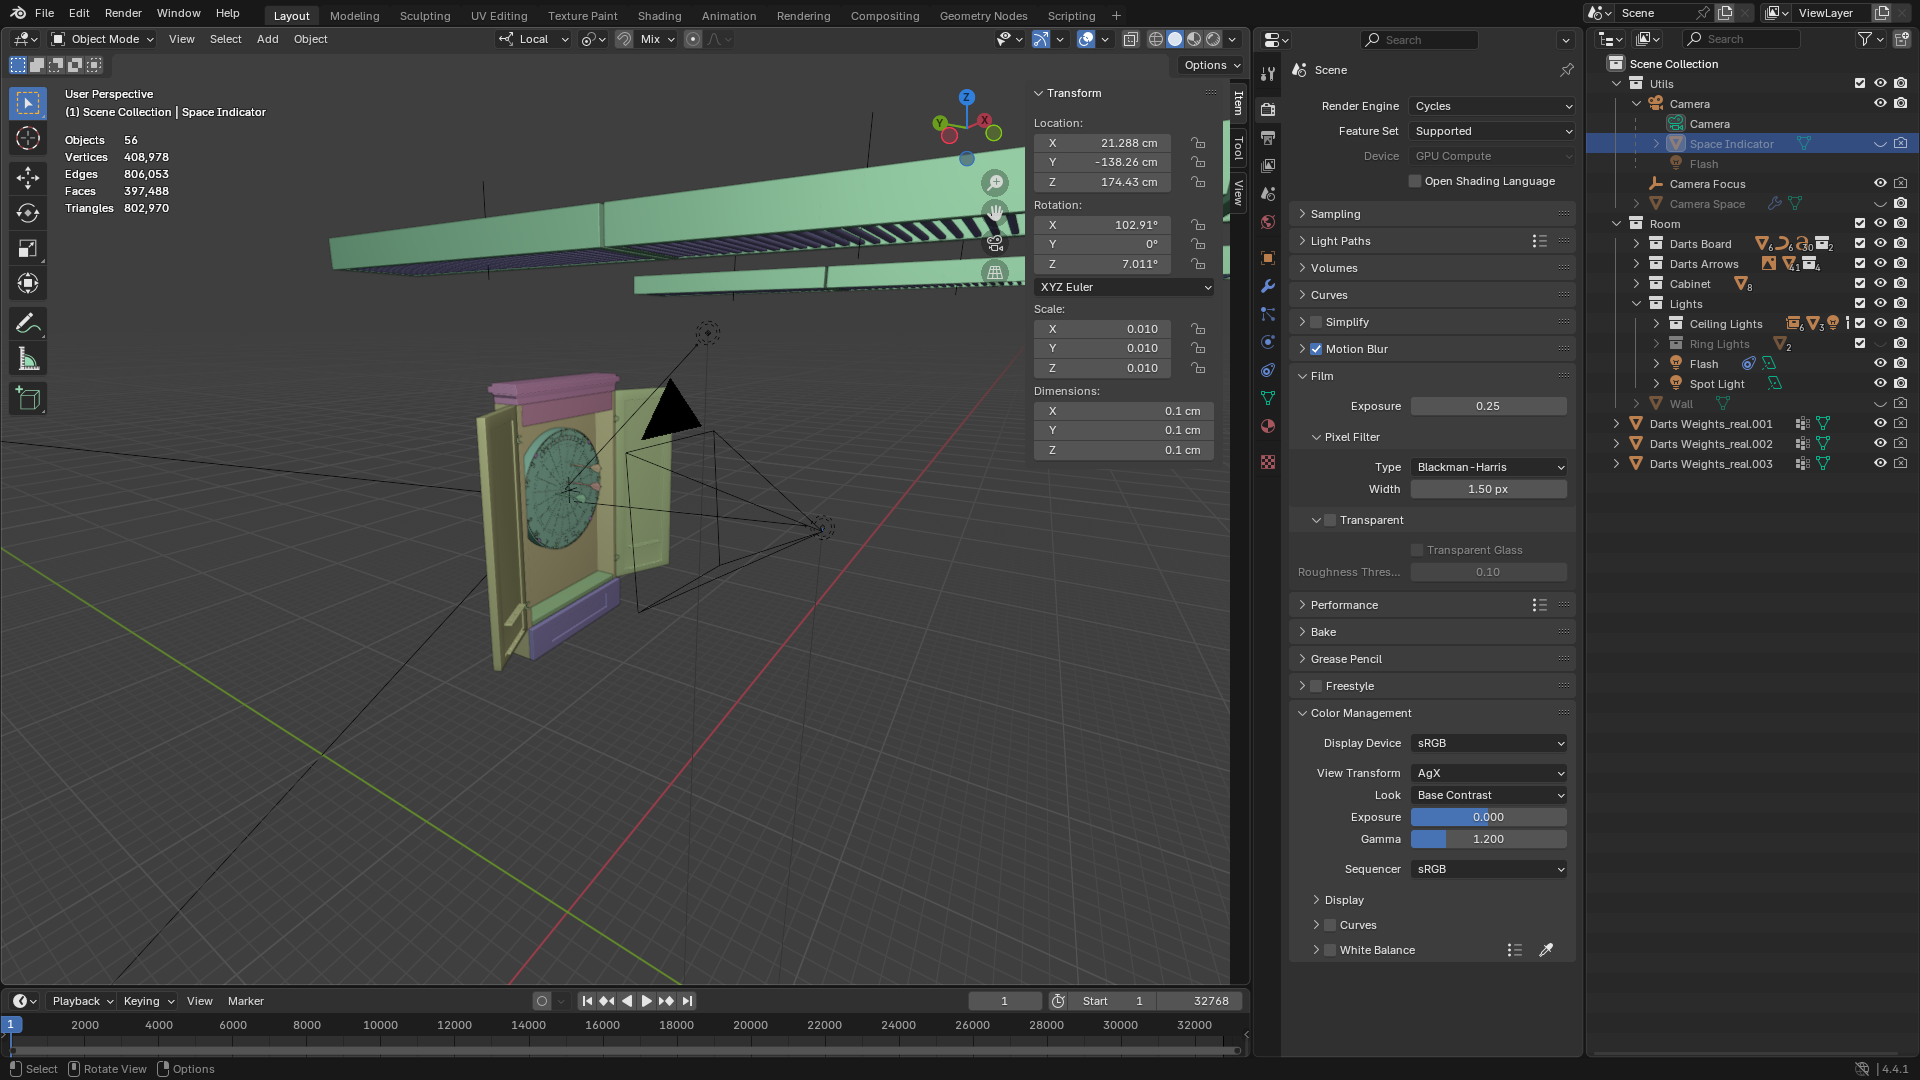 File Edit Render Window Help
Layout Modeling Sculpting UV Editing Texture Paint Shading Animation Rendering Compositing Geometry Nodes Scripting
Scene
ViewLayer
Object Mode View Select Add Object
Local
Mix
Options
User Perspective
(1) Scene Collection | Space Indicator
Objects 56
Vertices 408,978
Edges 806,053
Faces 397,488
Triangles 802,970
Z
Y
X
Transform
Location:
X 21.288 cm
Y -138.26 cm
Z 174.43 cm
Rotation:
X 102.91°
Y 0°
Z 7.011°
XYZ Euler
Scale:
X 0.010
Y 0.010
Z 0.010
Dimensions:
X 0.1 cm
Y 0.1 cm
Z 0.1 cm
Item
Tool
View
Search
Scene
Render Engine Cycles
Feature Set Supported
Device GPU Compute
Open Shading Language
Sampling
Light Paths
Volumes
Curves
Simplify
Motion Blur
Film
Exposure 0.25
Pixel Filter
Type Blackman-Harris
Width 1.50 px
Transparent
Transparent Glass
Roughness Thres... 0.10
Performance
Bake
Grease Pencil
Freestyle
Color Management
Display Device sRGB
View Transform AgX
Look Base Contrast
Exposure 0.000
Gamma 1.200
Sequencer sRGB
Display
Curves
White Balance
Search
Scene Collection
Utils
Camera
Camera
Space Indicator
Flash
Camera Focus
Camera Space
Room
Darts Board 6 6 30 2
Darts Arrows 41 4
Cabinet 8
Lights
Ceiling Lights 6 3
Ring Lights 2
Flash
Spot Light
Wall
Darts Weights_real.001
Darts Weights_real.002
Darts Weights_real.003
Playback Keying View Marker
1
Start 1
32768
1 2000 4000 6000 8000 10000 12000 14000 16000 18000 20000 22000 24000 26000 28000 30000 32000
Select Rotate View Options
4.4.1